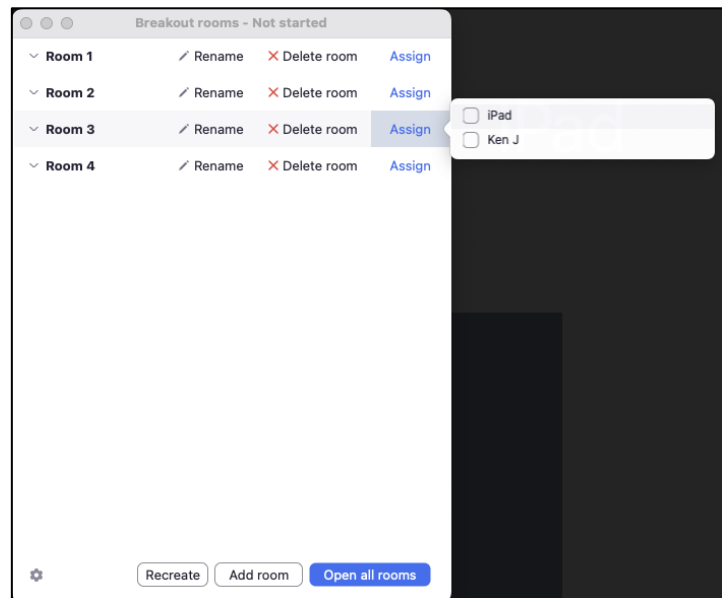 Breakout rooms - Not started
Room 1 Rename Delete room Assign
Room 2 Rename Delete room Assign
Room 3 Rename Delete room Assign
Room 4 Rename Delete room Assign
iPad
Ken J
iPad
Recreate Add room Open all rooms